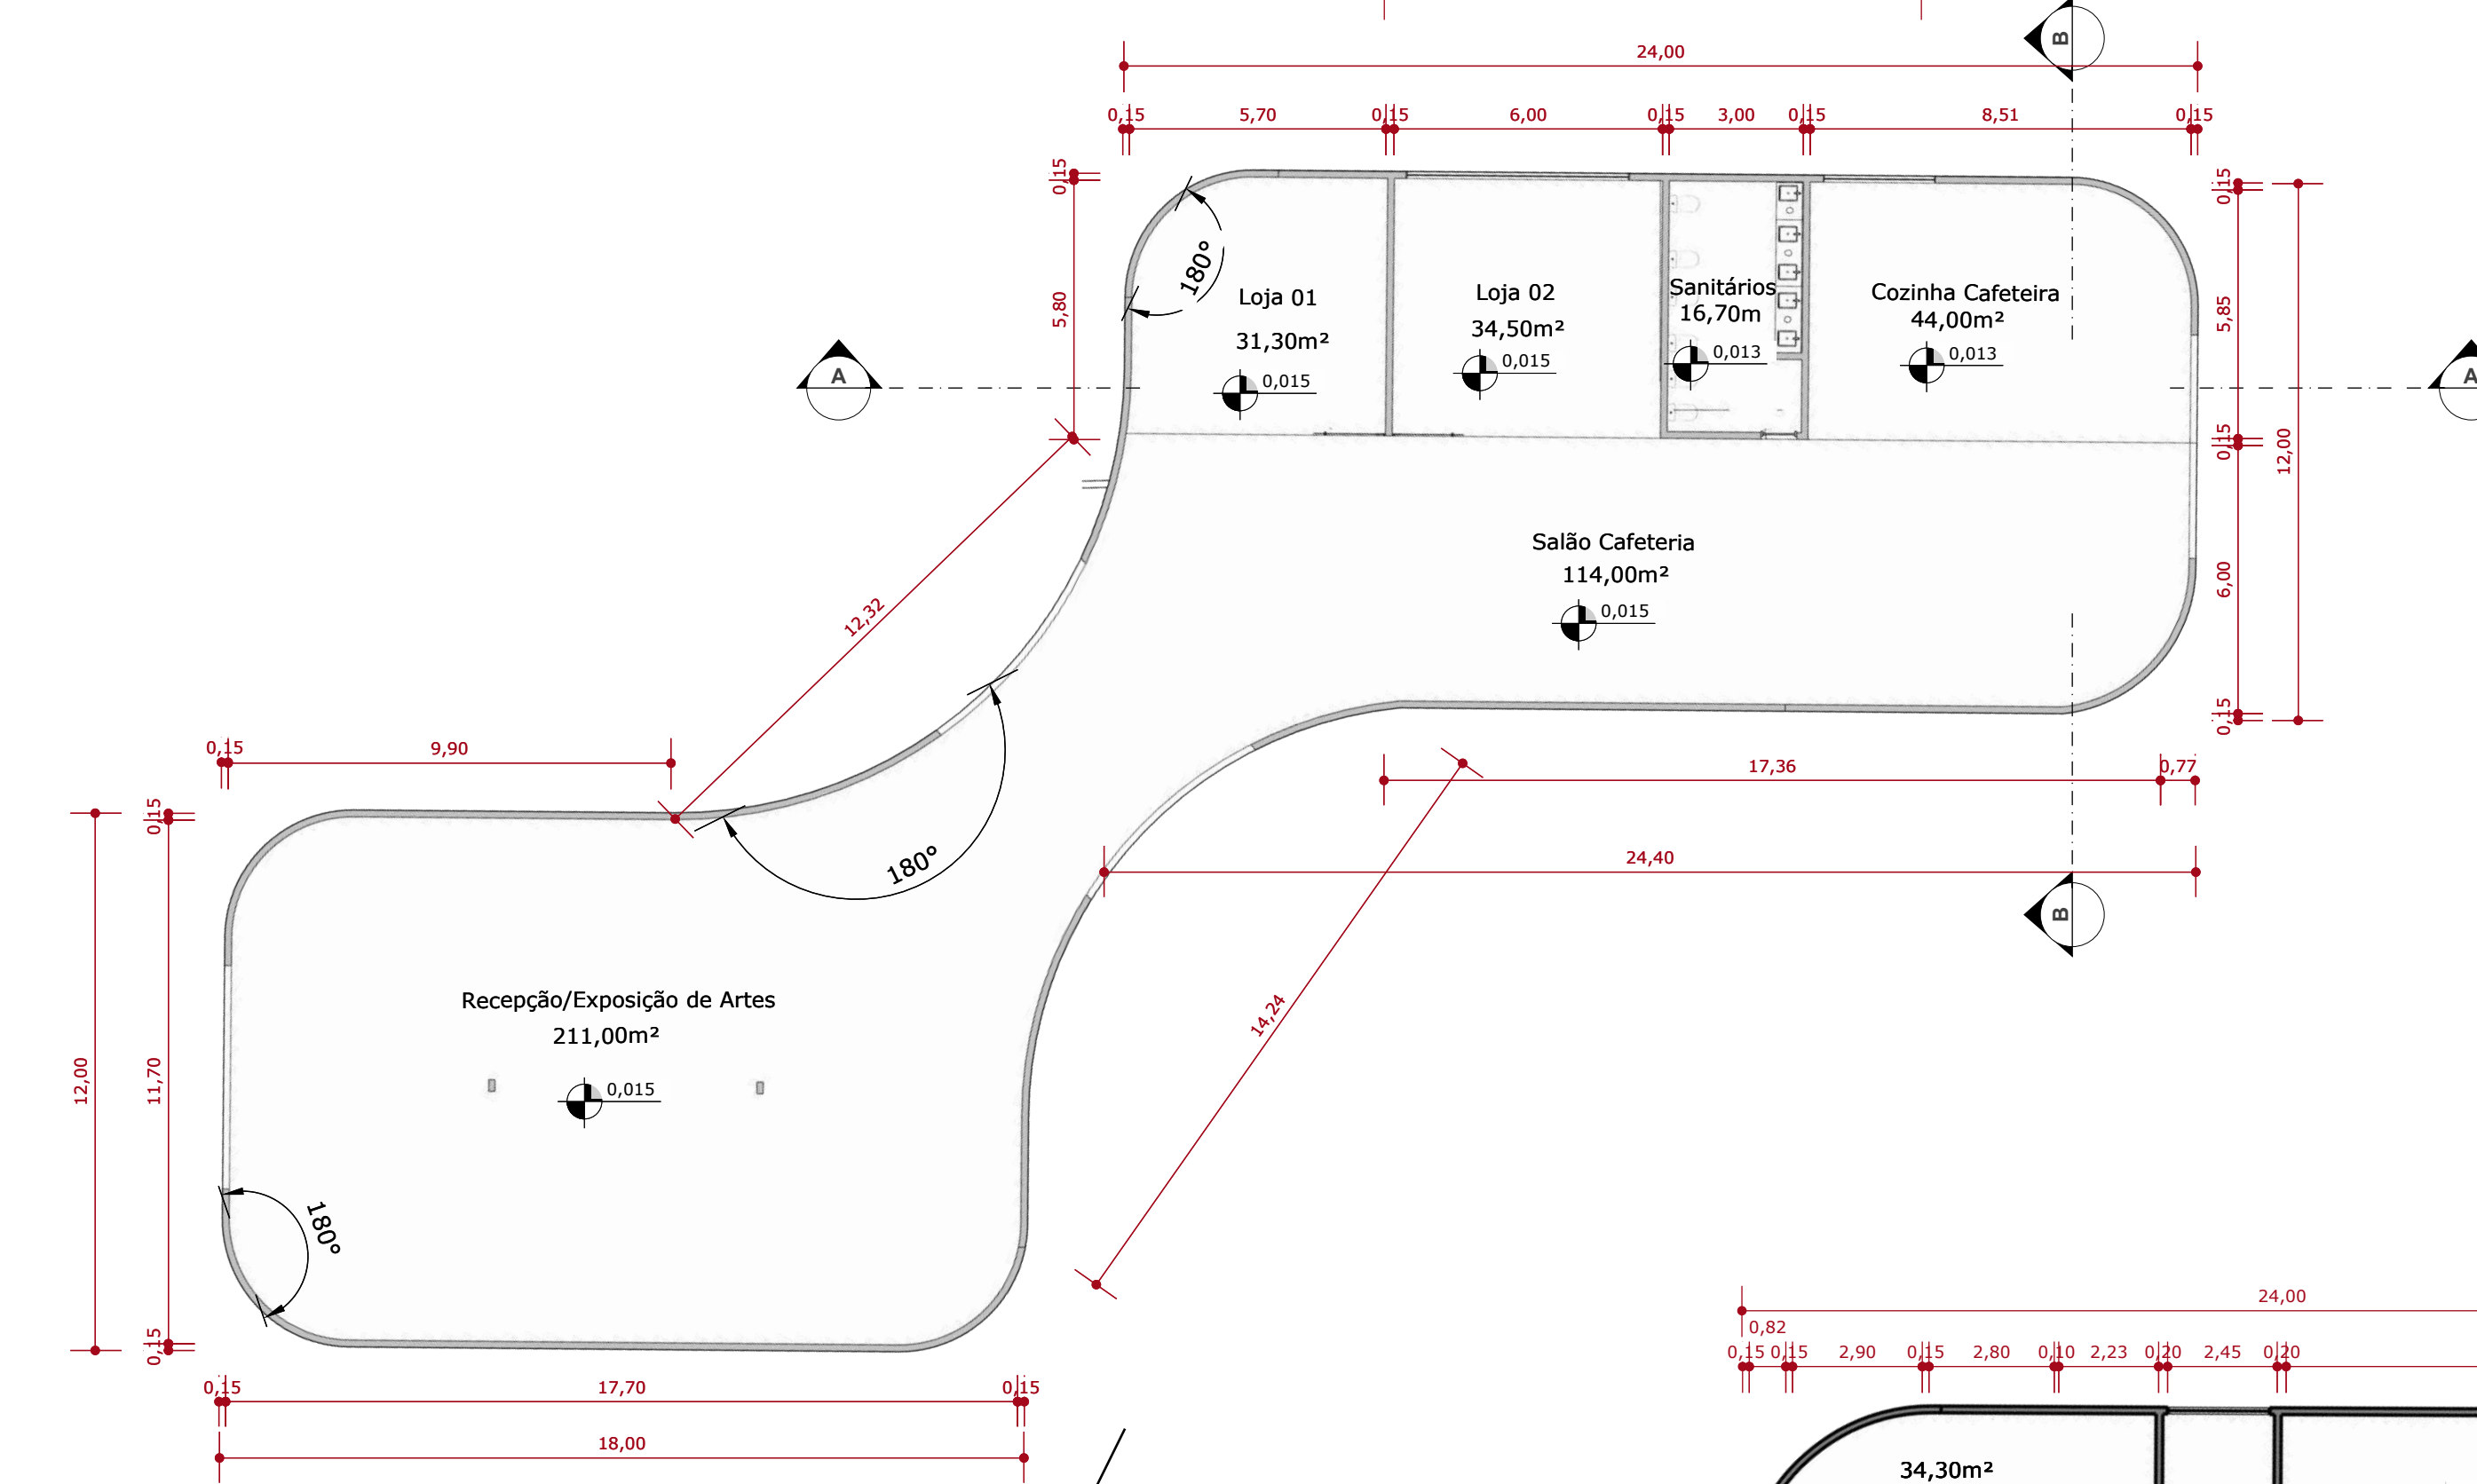 B
24,00
0,15 5,70 0,15 6,00 0,15 3,00 0,15 8,51 0,15
0,15
5,80
180°
Loja 01
31,30m²
0,015
Loja 02
34,50m²
0,015
Sanitários
16,70m
0,013
Cozinha Cafeteira
44,00m²
0,013
0,15
5,85
0,15
6,00
0,15
12,00
A
A
Salão Cafeteria
114,00m²
0,015
12,32
0,15 9,90
17,36 0,77
24,40
B
180°
14,24
12,00
0,15
11,70
0,15
Recepção/Exposição de Artes
211,00m²
0,015
180°
0,15 17,70 0,15
18,00
24,00
0,82
0,15 0,15 2,90 0,15 2,80 0,10 2,23 0,20 2,45 0,20
34,30m²